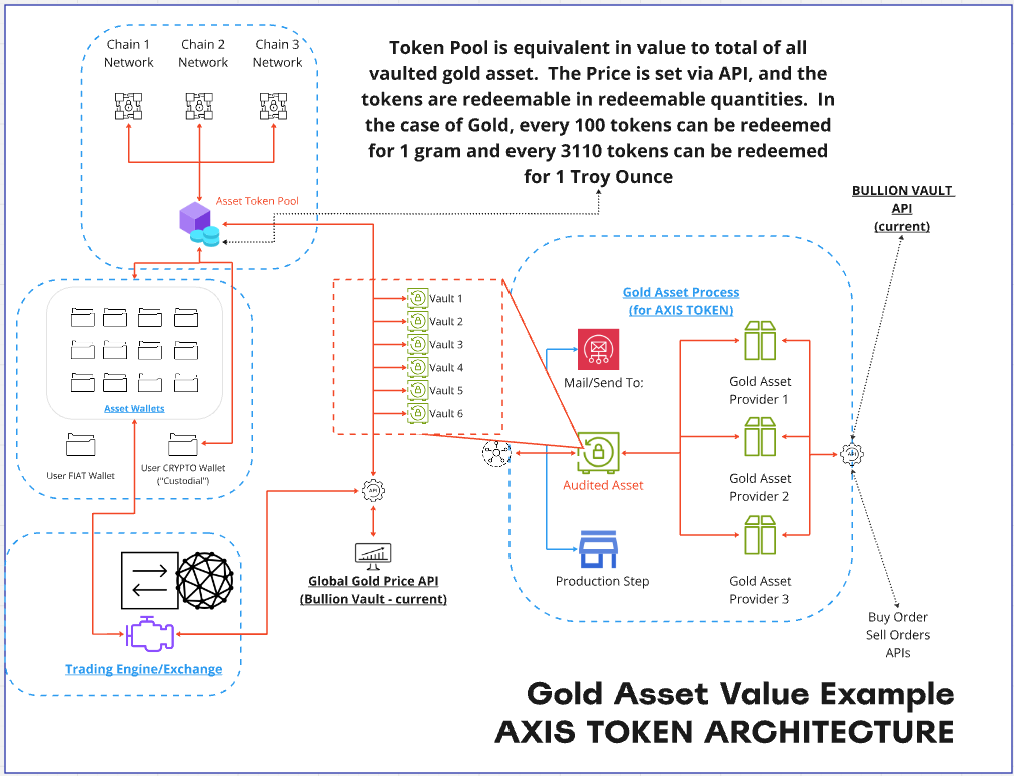 Chain 1
Network
Chain 2
Network
Chain 3
Network
Token Pool is equivalent in value to total of all
vaulted gold asset. The Price is set via API, and the
tokens are redeemable in redeemable quantities. In
the case of Gold, every 100 tokens can be redeemed
for 1 gram and every 3110 tokens can be redeemed
for 1 Troy Ounce
Asset Token Pool
BULLION VAULT
API
(current)
Gold Asset Process
(for AXIS TOKEN)
Vault 1
Vault 2
Vault 3
Vault 4
Vault 5
Vault 6
Mail/Send To:
Gold Asset
Provider 1
Asset Wallets
User FIAT Wallet
User CRYPTO Wallet
("Custodial")
Audited Asset
Gold Asset
Provider 2
API
API
Global Gold Price API
(Bullion Vault - current)
Production Step
Gold Asset
Provider 3
Buy Order
Sell Orders
APIs
Trading Engine/Exchange
Gold Asset Value Example
AXIS TOKEN ARCHITECTURE